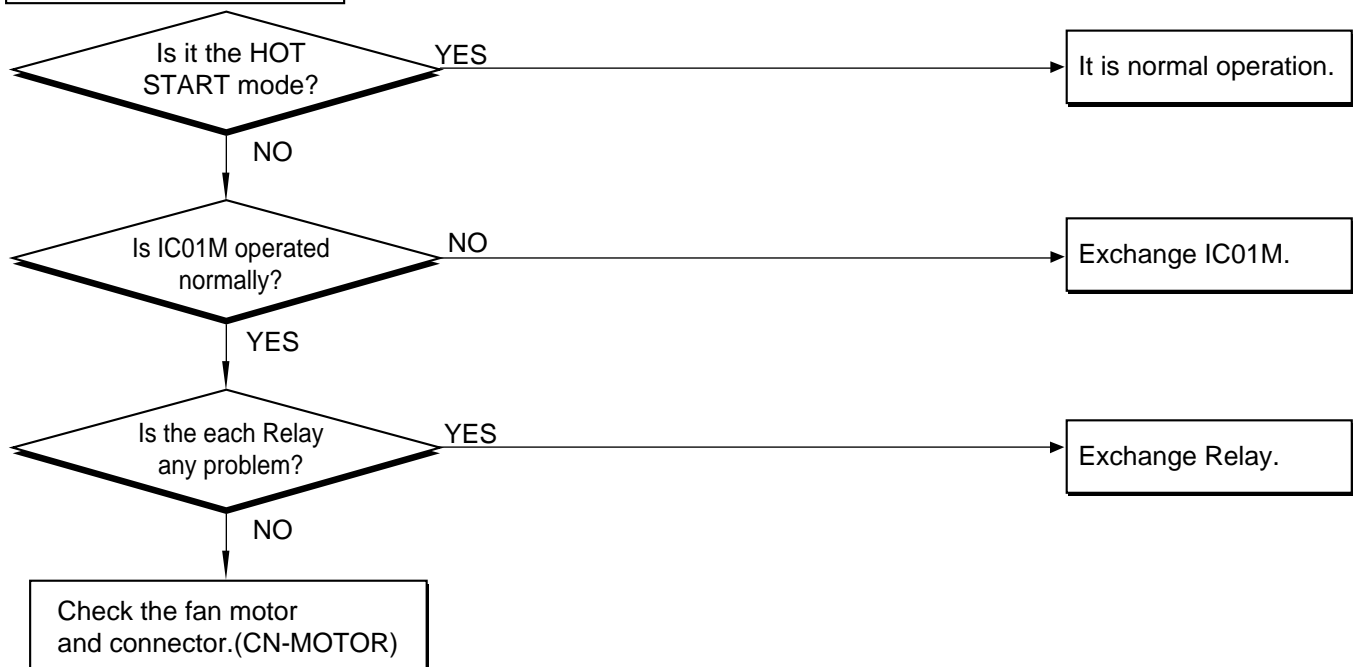 Is it the HOT
START mode?
YES
It is normal operation.
NO
Is IC01M operated
normally?
NO
Exchange IC01M.
YES
Is the each Relay
any problem?
YES
Exchange Relay.
NO
Check the fan motor
and connector.(CN-MOTOR)